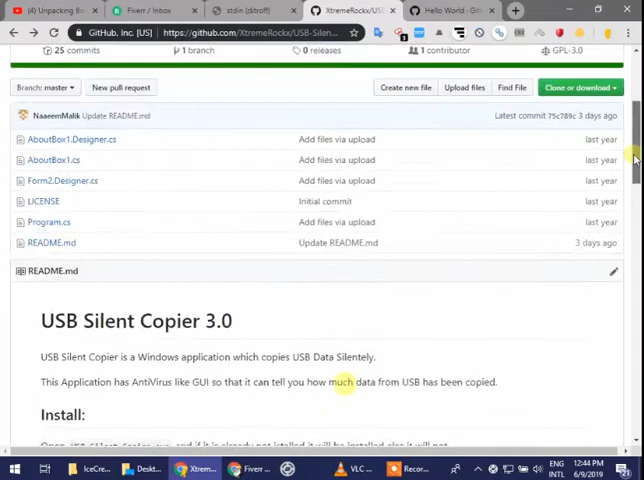 (4) Unpacking Bo
Fiverr / Inbox
stdin (ditroff)
XtremeRockx/US
Hello World · Git
GitHub, Inc. [US]
https://github.com/XtremeRockx/USB-Silen...
25 commits
1 branch
0 releases
1 contributor
GPL-3.0
Branch: master
New pull request
Create new file
Upload files
Find File
Clone or download
NaaeemMalik Update README.md
Latest commit 75c789c 3 days ago
AboutBox1.Designer.cs Add files via upload last year
AboutBox1.cs Add files via upload last year
Form2.Designer.cs Add files via upload last year
LICENSE Initial commit last year
Program.cs Add files via upload last year
README.md Update README.md 3 days ago
README.md
USB Silent Copier 3.0
USB Silent Copier is a Windows application which copies USB Data Silentely.
This Application has AntiVirus like GUI so that it can tell you how much data from USB has been copied.
Install:
IceCre...
Deskt...
Xtrem...
Fiverr ...
VLC ...
Recor...
ENG
INTL
12:44 PM
6/9/2019
21